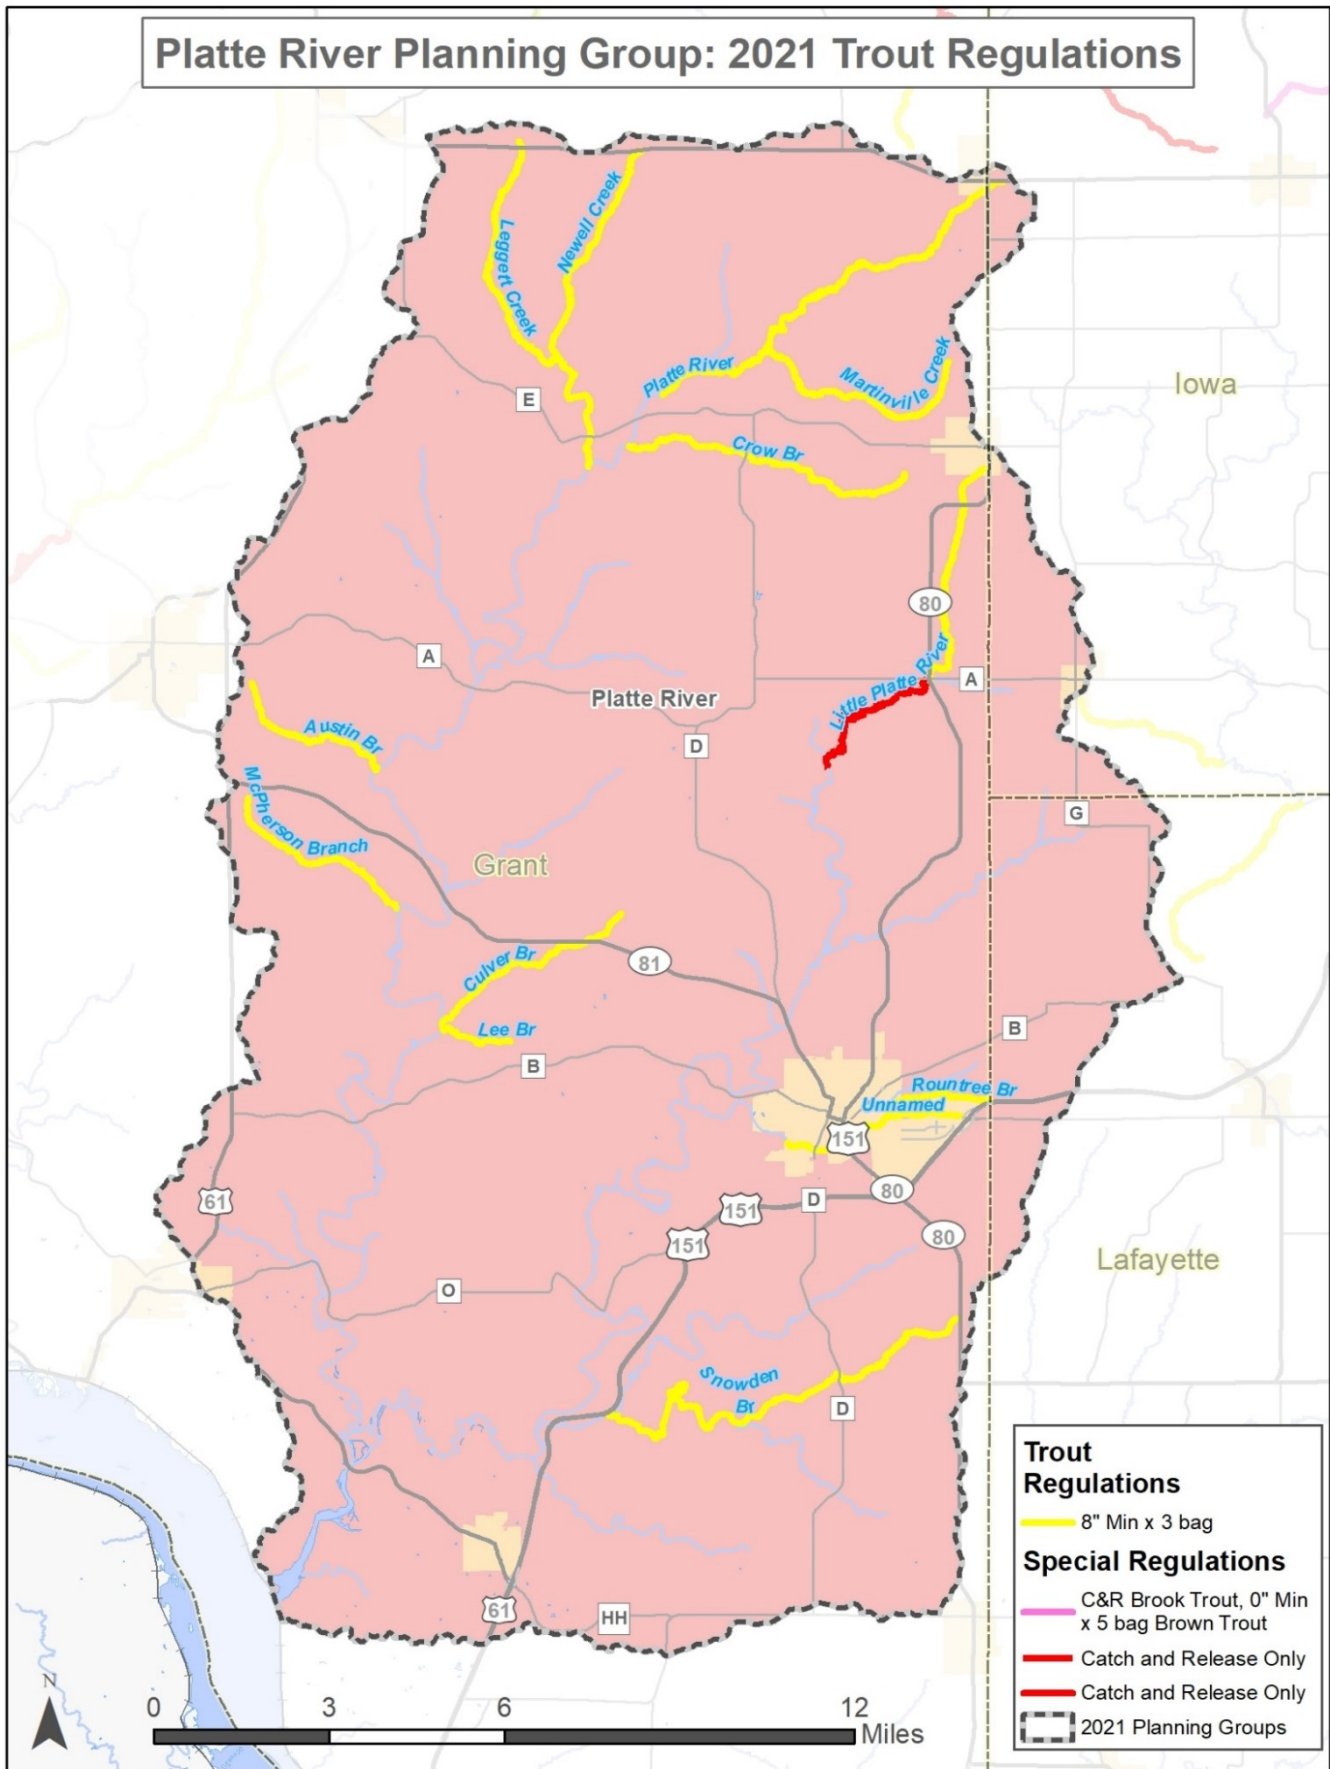 Platte River Planning Group: 2021 Trout Regulations
Leggett Creek
Newell Creek
Platte River
Martinville Creek
Iowa
E
Crow Br
80
Little Platte River
A
A
Platte River
D
Austin Br
McPherson Branch
G
Grant
Culver Br
81
Lee Br
B
B
Rountree Br
Unnamed
151
80
61
D
151
151
80
Lafayette
O
Snowden
Br
D
61
HH
Trout
Regulations
8" Min x 3 bag
Special Regulations
C&R Brook Trout, 0" Min
x 5 bag Brown Trout
Catch and Release Only
Catch and Release Only
2021 Planning Groups
N
0 3 6 12
Miles